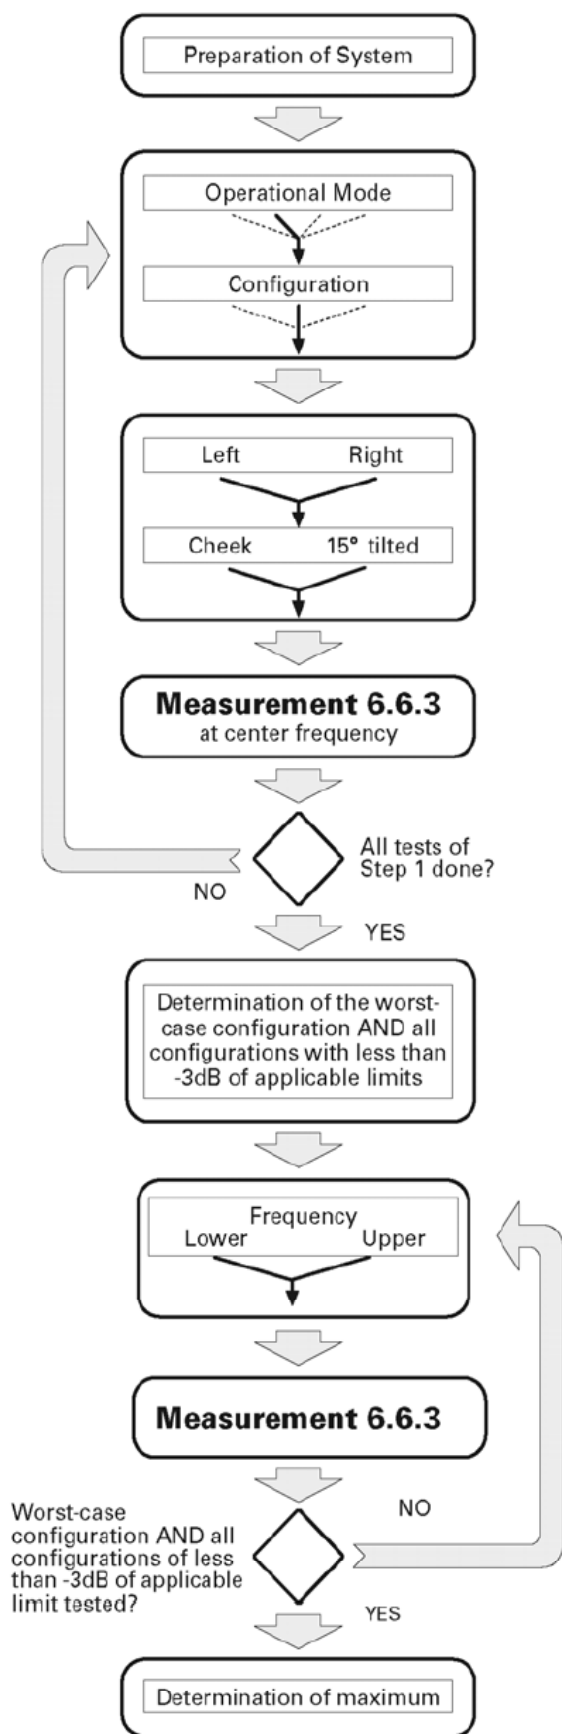 Preparation of System
Operational Mode
Configuration
Left Right
Cheek 15° tilted
Measurement 6.6.3
at center frequency
All tests of
Step 1 done?
NO
YES
Determination of the worst-
case configuration AND all
configurations with less than
-3dB of applicable limits
Frequency
Lower Upper
Measurement 6.6.3
NO
Worst-case
configuration AND all
configurations of less
than -3dB of applicable
limit tested?
YES
Determination of maximum